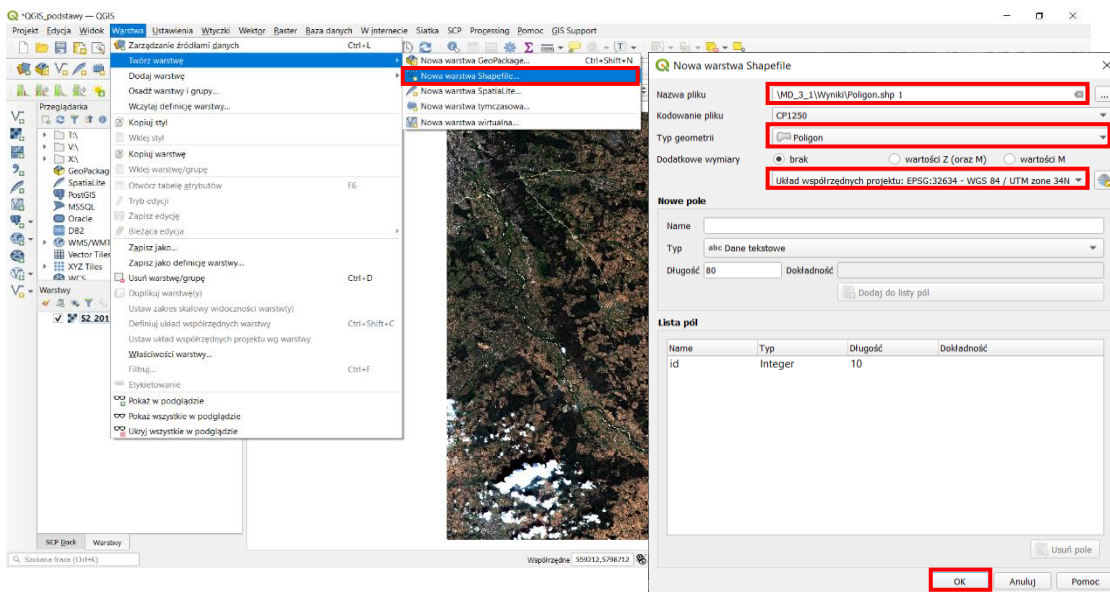 *QGIS_podstawy — QGIS
Projekt Edycja Widok Warstwa Ustawienia Wtyczki Wektor Raster Baza danych W internecie Siatka SCP Processing Pomoc GIS Support
Zarządzanie źródłami danych Ctrl+L
Twórz warstwę
Dodaj warstwę
Osadź warstwy i grupy...
Wczytaj definicję warstwy...
Kopiuj styl
Wklej styl
Kopiuj warstwę
Wklej warstwę/grupę
Otwórz tabelę atrybutów F6
Tryb edycji
Zapisz edycję
Bieżąca edycja
Zapisz jako...
Zapisz jako definicję warstwy...
Usuń warstwę/grupę Ctrl+D
Duplikuj warstwę(y)
Ustaw zakres skalowy widoczności warstw(y)
Definiuj układ współrzędnych warstwy Ctrl+Shift+C
Ustaw układ współrzędnych projektu wg warstwy
Właściwości warstwy...
Filtruj... Ctrl+F
Etykietowanie
Pokaż w podglądzie
Pokaż wszystkie w podglądzie
Ukryj wszystkie w podglądzie
Nowa warstwa GeoPackage... Ctrl+Shift+N
Nowa warstwa Shapefile...
Nowa warstwa SpatiaLite...
Nowa warstwa tymczasowa...
Nowa warstwa wirtualna...
Przeglądarka
T:\
V:\
X:\
GeoPackag
SpatiaLite
PostGIS
MSSQL
Oracle
DB2
WMS/WMT
Vector Tiles
XYZ Tiles
WCS
Warstwy
S2_201
SCP Dock Warstwy
Szukana fraza (Ctrl+K)
Współrzędne 559212,5798712
Nowa warstwa Shapefile
Nazwa pliku \MD_3_1\Wyniki\Poligon.shp 1 ...
Kodowanie pliku CP1250
Typ geometrii Poligon
Dodatkowe wymiary brak wartości Z (oraz M) wartości M
Układ współrzędnych projektu: EPSG:32634 - WGS 84 / UTM zone 34N
Nowe pole
Name
Typ abc Dane tekstowe
Długość 80 Dokładność
Dodaj do listy pól
Lista pól
Name Typ Długość Dokładność
id Integer 10
Usuń pole
OK Anuluj Pomoc